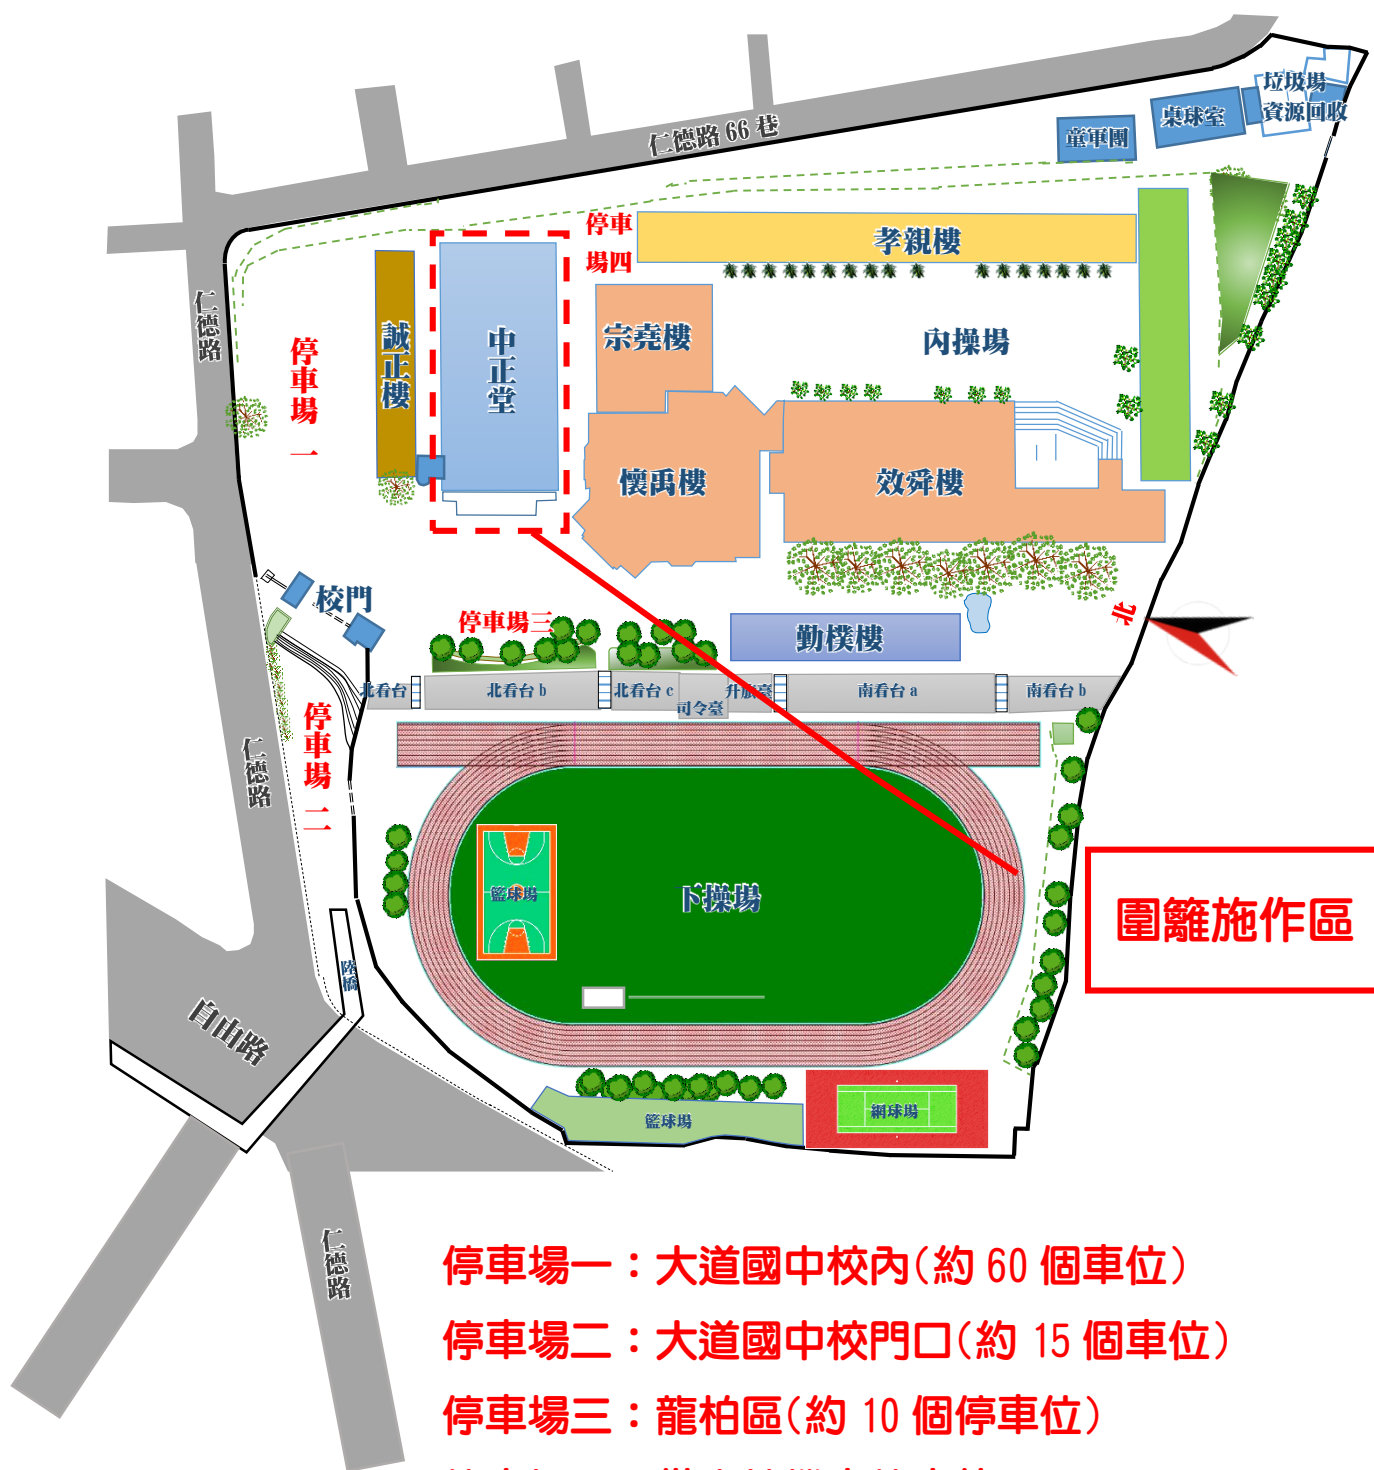 垃圾場
資源回收
桌球室
童軍團
仁德路 66 巷
停車
場四
孝親樓
仁德路
誠正樓
中正堂
宗堯樓
內操場
停車場一
懷禹樓
效舜樓
校門
停車場三
勤樸樓
北
北看台
北看台 b
北看台 c
司令臺
升旗臺
南看台 a
南看台 b
停車場二
仁德路
籃球場
下操場
圍籬施作區
陸橋
自由路
籃球場
網球場
仁德路
停車場一：大道國中校內(約 60 個車位)
停車場二：大道國中校門口(約 15 個車位)
停車場三：龍柏區(約 10 個停車位)